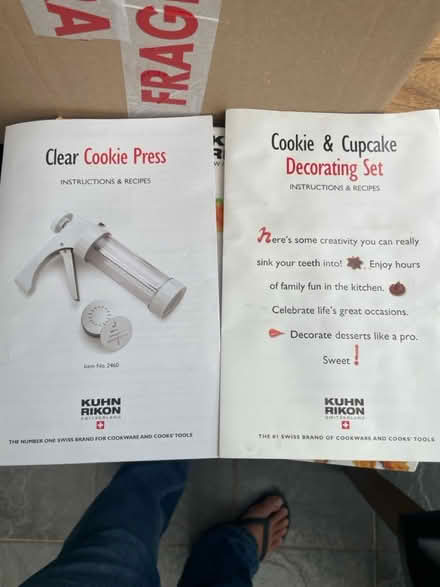 FRAG
Clear Cookie Press
INSTRUCTIONS & RECIPES
Item No. 2460
KUHN
RIKON
SWITZERLAND
THE NUMBER ONE SWISS BRAND FOR COOKWARE AND COOKS' TOOLS
Cookie & Cupcake
Decorating Set
INSTRUCTIONS & RECIPES
here's some creativity you can really
sink your teeth into! Enjoy hours
of family fun in the kitchen.
Celebrate life's great occasions.
Decorate desserts like a pro.
Sweet!
KUHN
RIKON
SWITZERLAND
THE #1 SWISS BRAND OF COOKWARE AND COOKS' TOOLS